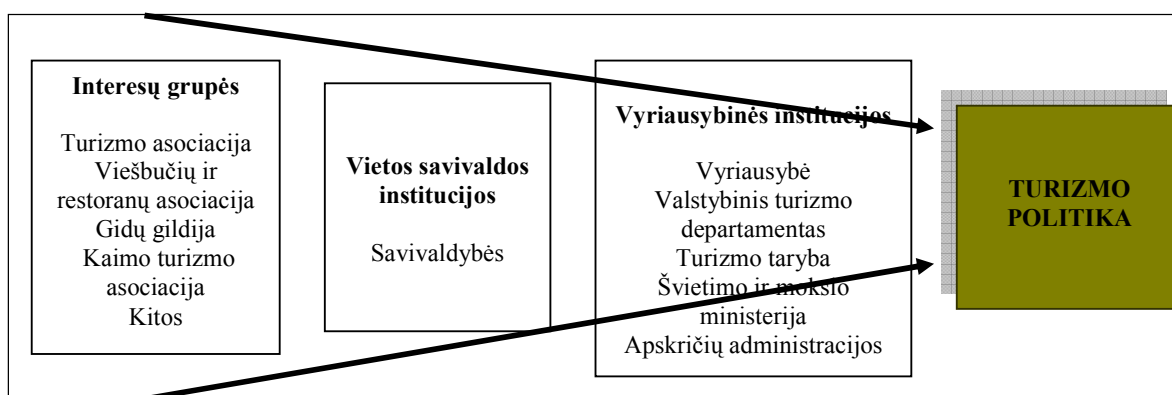 Interesų grupės
Turizmo asociacija
Viešbučių ir
restoranų asociacija
Gidų gildija
Kaimo turizmo
asociacija
Kitos
Vietos savivaldos
institucijos
Savivaldybės
Vyriausybinės institucijos
Vyriausybė
Valstybinis turizmo
departamentas
Turizmo taryba
Švietimo ir mokslo
ministerija
Apskričių administracijos
TURIZMO
POLITIKA